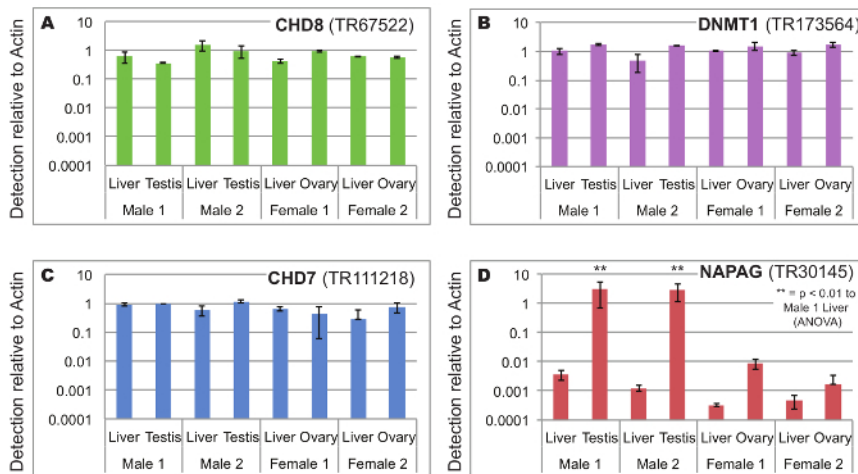 A CHD8 (TR67522)
Detection relative to Actin
10
1
0.1
0.01
0.001
0.0001
Liver Testis Liver Testis Liver Ovary Liver Ovary
Male 1 Male 2 Female 1 Female 2
B DNMT1 (TR173564)
Detection relative to Actin
10
1
0.1
0.01
0.001
0.0001
Liver Testis Liver Testis Liver Ovary Liver Ovary
Male 1 Male 2 Female 1 Female 2
C CHD7 (TR111218)
Detection relative to Actin
10
1
0.1
0.01
0.001
0.0001
Liver Testis Liver Testis Liver Ovary Liver Ovary
Male 1 Male 2 Female 1 Female 2
D ** ** NAPAG (TR30145)
** = p < 0.01 to
Male 1 Liver
(ANOVA)
Detection relative to Actin
10
1
0.1
0.01
0.001
0.0001
Liver Testis Liver Testis Liver Ovary Liver Ovary
Male 1 Male 2 Female 1 Female 2